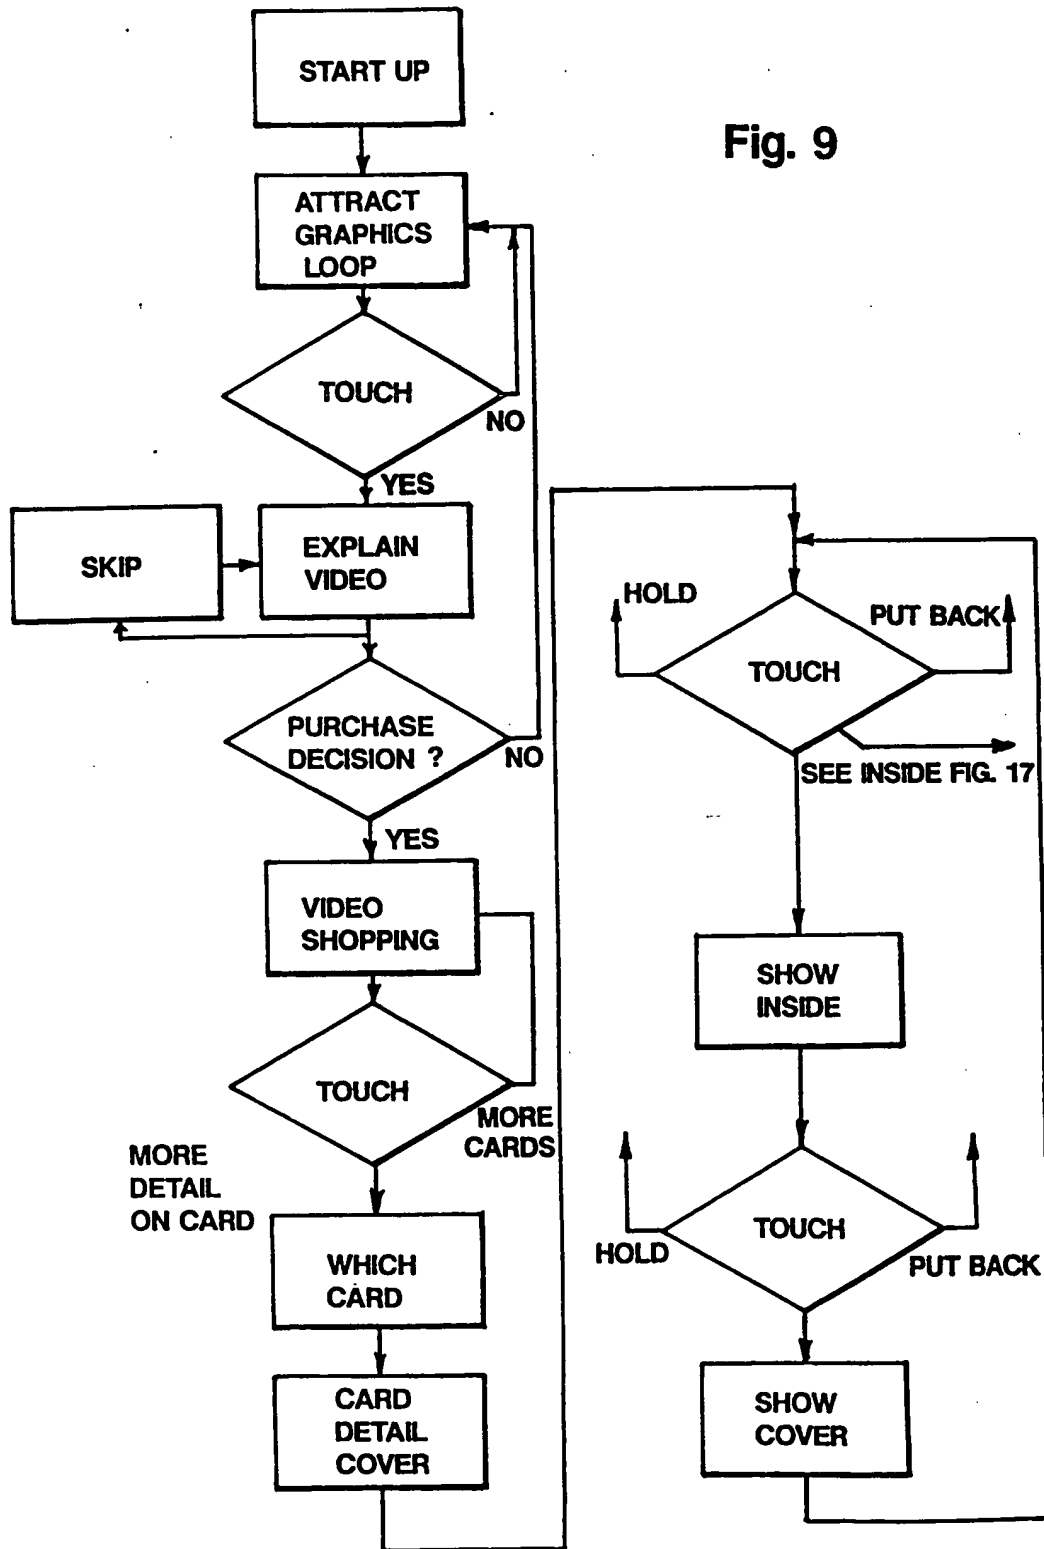 START UP
Fig. 9
ATTRACT
GRAPHICS
LOOP
TOUCH
NO
YES
SKIP
EXPLAIN
VIDEO
PURCHASE
DECISION ?
NO
YES
VIDEO
SHOPPING
TOUCH
MORE
CARDS
MORE
DETAIL
ON CARD
WHICH
CARD
CARD
DETAIL
COVER
HOLD
PUT BACK
TOUCH
SEE INSIDE FIG. 17
SHOW
INSIDE
TOUCH
HOLD
PUT BACK
SHOW
COVER